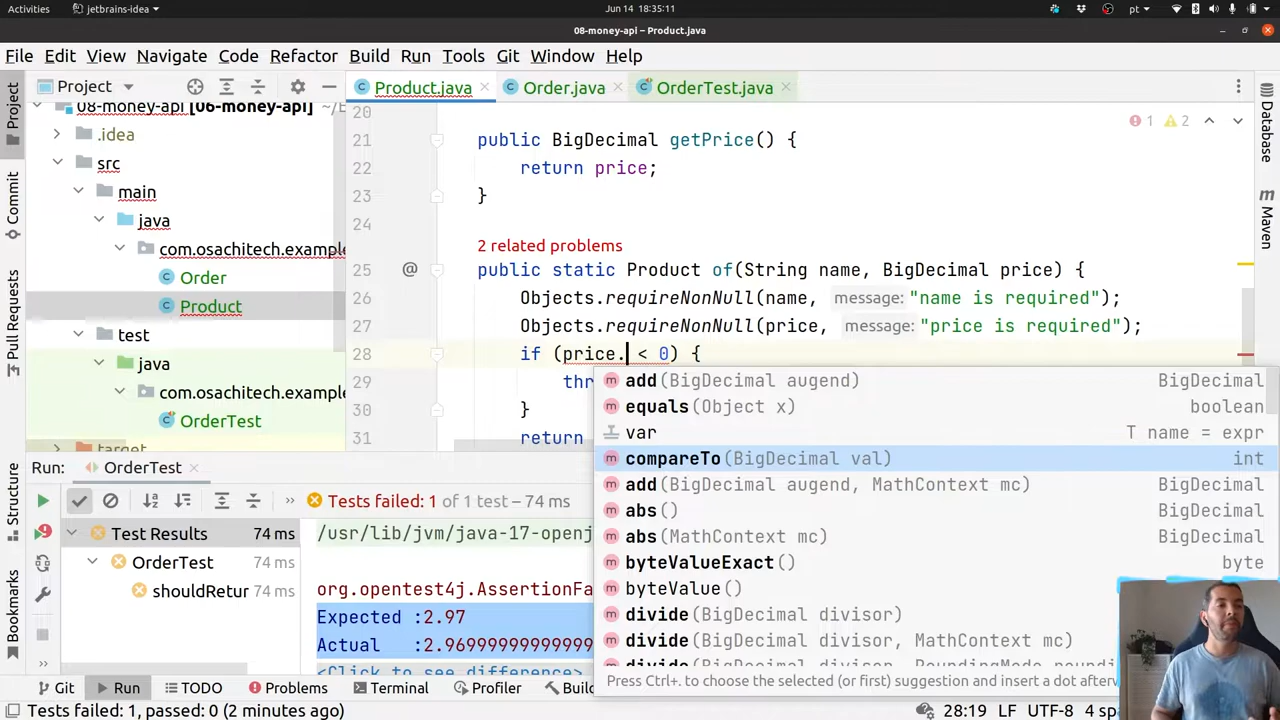 Activities
jetbrains-idea
Jun 14 18:35:11
pt
08-money-api – Product.java
File Edit View Navigate Code Refactor Build Run Tools Git Window Help
Project
Product.java
Order.java
OrderTest.java
08-money-api [06-money-api]
.idea
src
main
java
com.osachitech.example
Order
Product
test
java
com.osachitech.example
OrderTest
target
Project
Commit
Pull Requests
Structure
Bookmarks
Database
Maven
1 2
20
21 public BigDecimal getPrice() {
22 return price;
23 }
24
2 related problems
25 @ public static Product of(String name, BigDecimal price) {
26 Objects.requireNonNull(name, message: "name is required");
27 Objects.requireNonNull(price, message: "price is required");
28 if (price. < 0) {
29 thr
30 }
31 return
add(BigDecimal augend) BigDecimal
equals(Object x) boolean
var T name = expr
compareTo(BigDecimal val) int
add(BigDecimal augend, MathContext mc) BigDecimal
abs() BigDecimal
abs(MathContext mc) BigDecimal
byteValueExact() byte
byteValue()
divide(BigDecimal divisor)
divide(BigDecimal divisor, MathContext mc)
divide(BigDecimal divisor, RoundingMode roundi
Press Ctrl+. to choose the selected (or first) suggestion and insert a dot afterw
Run: OrderTest
Tests failed: 1 of 1 test – 74 ms
Test Results 74 ms
OrderTest 74 ms
shouldRetur 74 ms
/usr/lib/jvm/java-17-openj
org.opentest4j.AssertionFa
Expected :2.97
Actual :2.9699999999999
<Click to see difference>
Git Run TODO Problems Terminal Profiler Buil
Tests failed: 1, passed: 0 (2 minutes ago)
28:19 LF UTF-8 4 spa